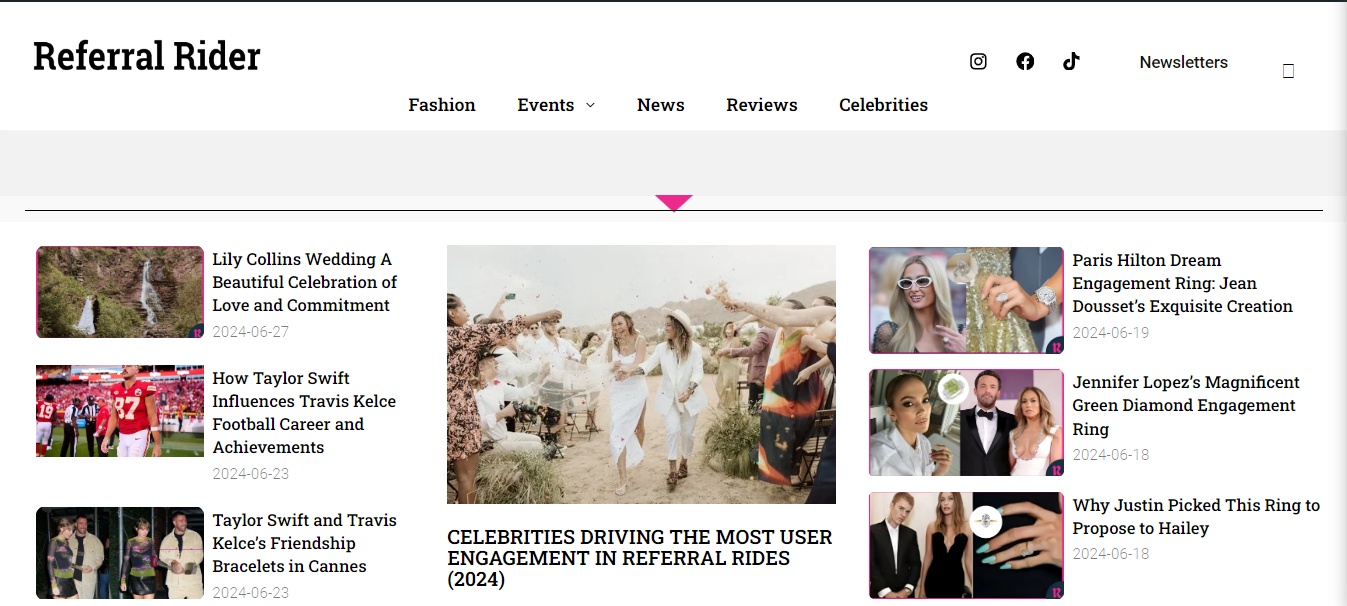 Referral Rider
Newsletters
Fashion
Events
News
Reviews
Celebrities
Lily Collins Wedding A
Beautiful Celebration of
Love and Commitment
2024-06-27
How Taylor Swift
Influences Travis Kelce
Football Career and
Achievements
2024-06-23
Taylor Swift and Travis
Kelce’s Friendship
Bracelets in Cannes
2024-06-23
CELEBRITIES DRIVING THE MOST USER
ENGAGEMENT IN REFERRAL RIDES
(2024)
Paris Hilton Dream
Engagement Ring: Jean
Dousset’s Exquisite Creation
2024-06-19
Jennifer Lopez’s Magnificent
Green Diamond Engagement
Ring
2024-06-18
Why Justin Picked This Ring to
Propose to Hailey
2024-06-18
19
87
R
R
R
R